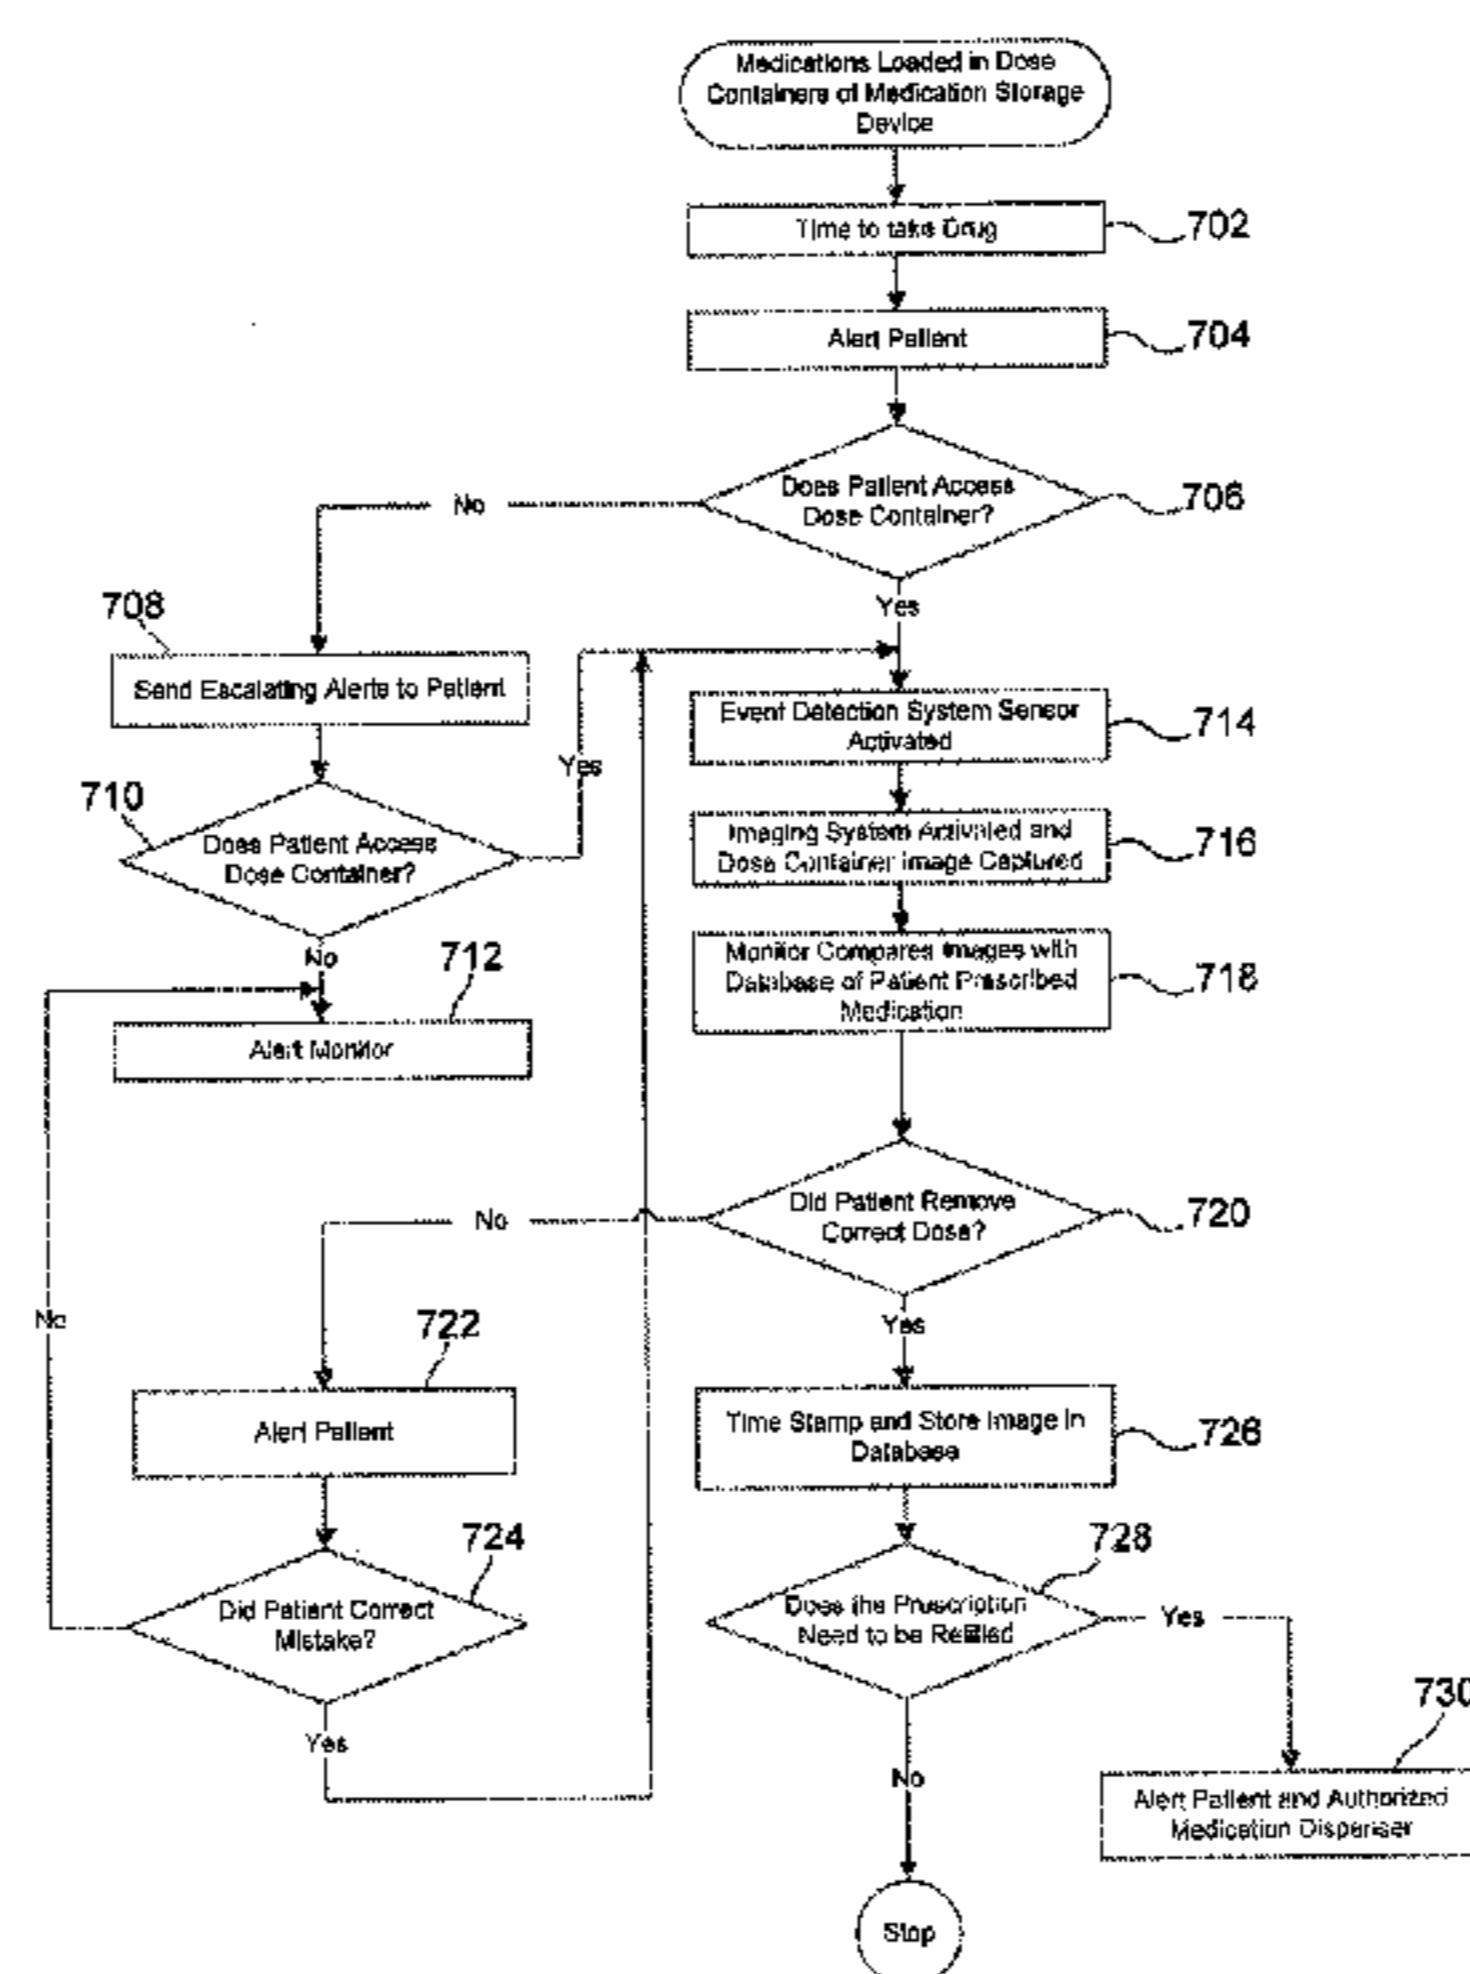 Medications Loaded in Dose
Containers of Medication Storage
Device
Time to take Drug
702
Alert Patient
704
Does Patient Access
Dose Container?
706
No
Yes
708
Send Escalating Alerts to Patient
Event Detection System Sensor
Activated
714
Yes
710
Does Patient Access
Dose Container?
Imaging System Activated and
Dose Container Image Captured
716
No
712
Alert Monitor
Monitor Compares Images with
Database of Patient Prescribed
Medication
718
Did Patient Remove
Correct Dose?
720
No
Yes
No
722
Alert Patient
Time Stamp and Store Image in
Database
726
724
Did Patient Correct
Mistake?
728
Does the Prescription
Need to be Refilled
Yes
Yes
No
730
Alert Patient and Authorized
Medication Dispenser
Stop